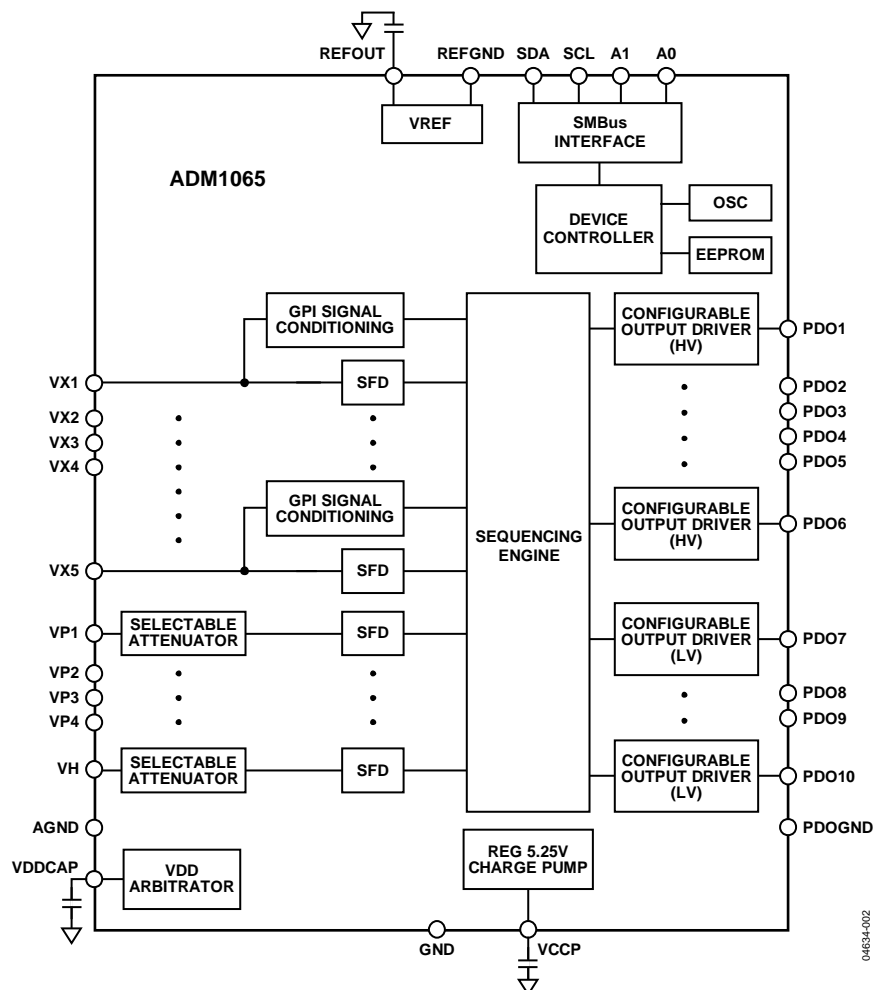 REFOUT
REFGND
SDA
SCL
A1
A0
VREF
SMBus
INTERFACE
ADM1065
DEVICE
CONTROLLER
OSC
EEPROM
GPI SIGNAL
CONDITIONING
CONFIGURABLE
OUTPUT DRIVER
(HV)
PDO1
VX1
SFD
PDO2
VX2
PDO3
VX3
PDO4
VX4
PDO5
GPI SIGNAL
CONDITIONING
SEQUENCING
ENGINE
CONFIGURABLE
OUTPUT DRIVER
(HV)
PDO6
VX5
SFD
VP1
SELECTABLE
ATTENUATOR
SFD
CONFIGURABLE
OUTPUT DRIVER
(LV)
PDO7
VP2
VP3
VP4
PDO8
PDO9
VH
SELECTABLE
ATTENUATOR
SFD
CONFIGURABLE
OUTPUT DRIVER
(LV)
PDO10
AGND
PDOGND
VDDCAP
VDD
ARBITRATOR
REG 5.25V
CHARGE PUMP
GND
VCCP
04634-002